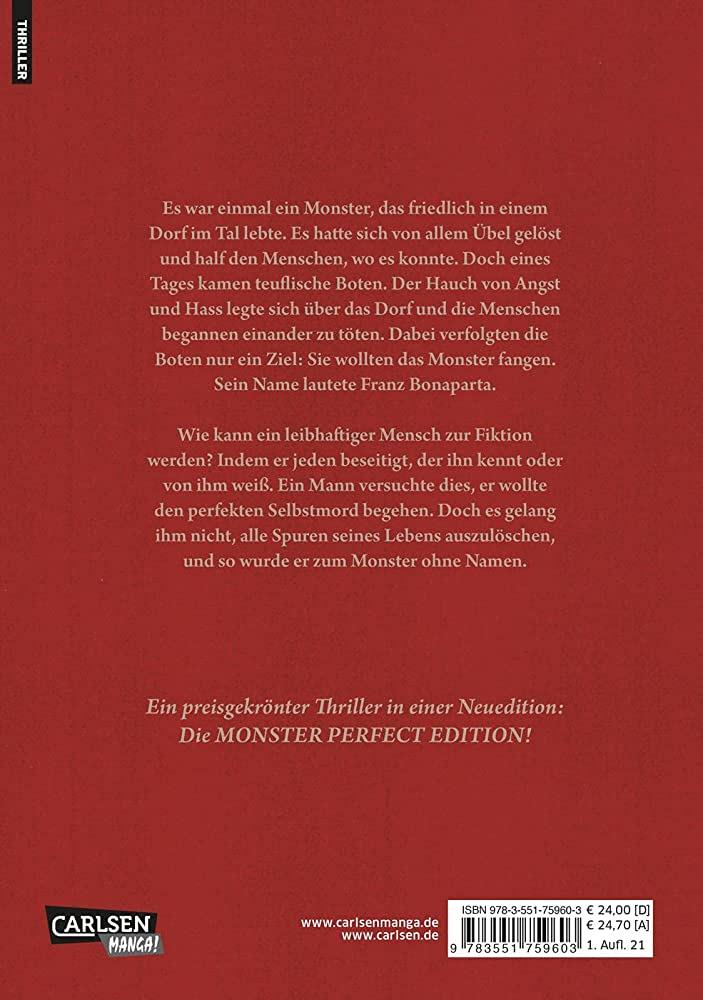 THRILLER
Es war einmal ein Monster, das friedlich in einem
Dorf im Tal lebte. Es hatte sich von allem Übel gelöst
und half den Menschen, wo es konnte. Doch eines
Tages kamen teuflische Boten. Der Hauch von Angst
und Hass legte sich über das Dorf und die Menschen
begannen einander zu töten. Dabei verfolgten die
Boten nur ein Ziel: Sie wollten das Monster fangen.
Sein Name lautete Franz Bonaparta.
Wie kann ein leibhaftiger Mensch zur Fiktion
werden? Indem er jeden beseitigt, der ihn kennt oder
von ihm weiß. Ein Mann versuchte dies, er wollte
den perfekten Selbstmord begehen. Doch es gelang
ihm nicht, alle Spuren seines Lebens auszulöschen,
und so wurde er zum Monster ohne Namen.
Ein preisgekrönter Thriller in einer Neuedition:
Die MONSTER PERFECT EDITION!
CARLSEN
MANGA!
www.carlsenmanga.de
www.carlsen.de
ISBN 978-3-551-75960-3
9 783551 759603
€ 24,00 [D]
€ 24,70 [A]
1. Aufl. 21